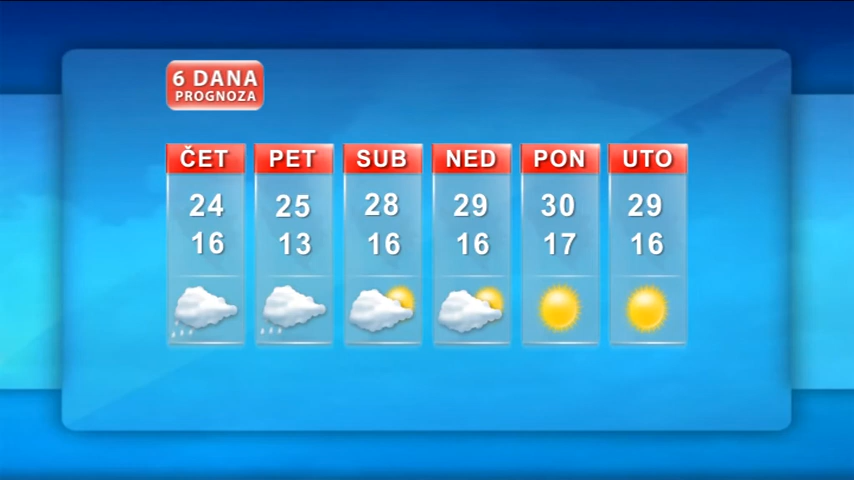 6 DANA
PROGNOZA
ČET PET SUB NED PON UTO
24 25 28 29 30 29
16 13 16 16 17 16